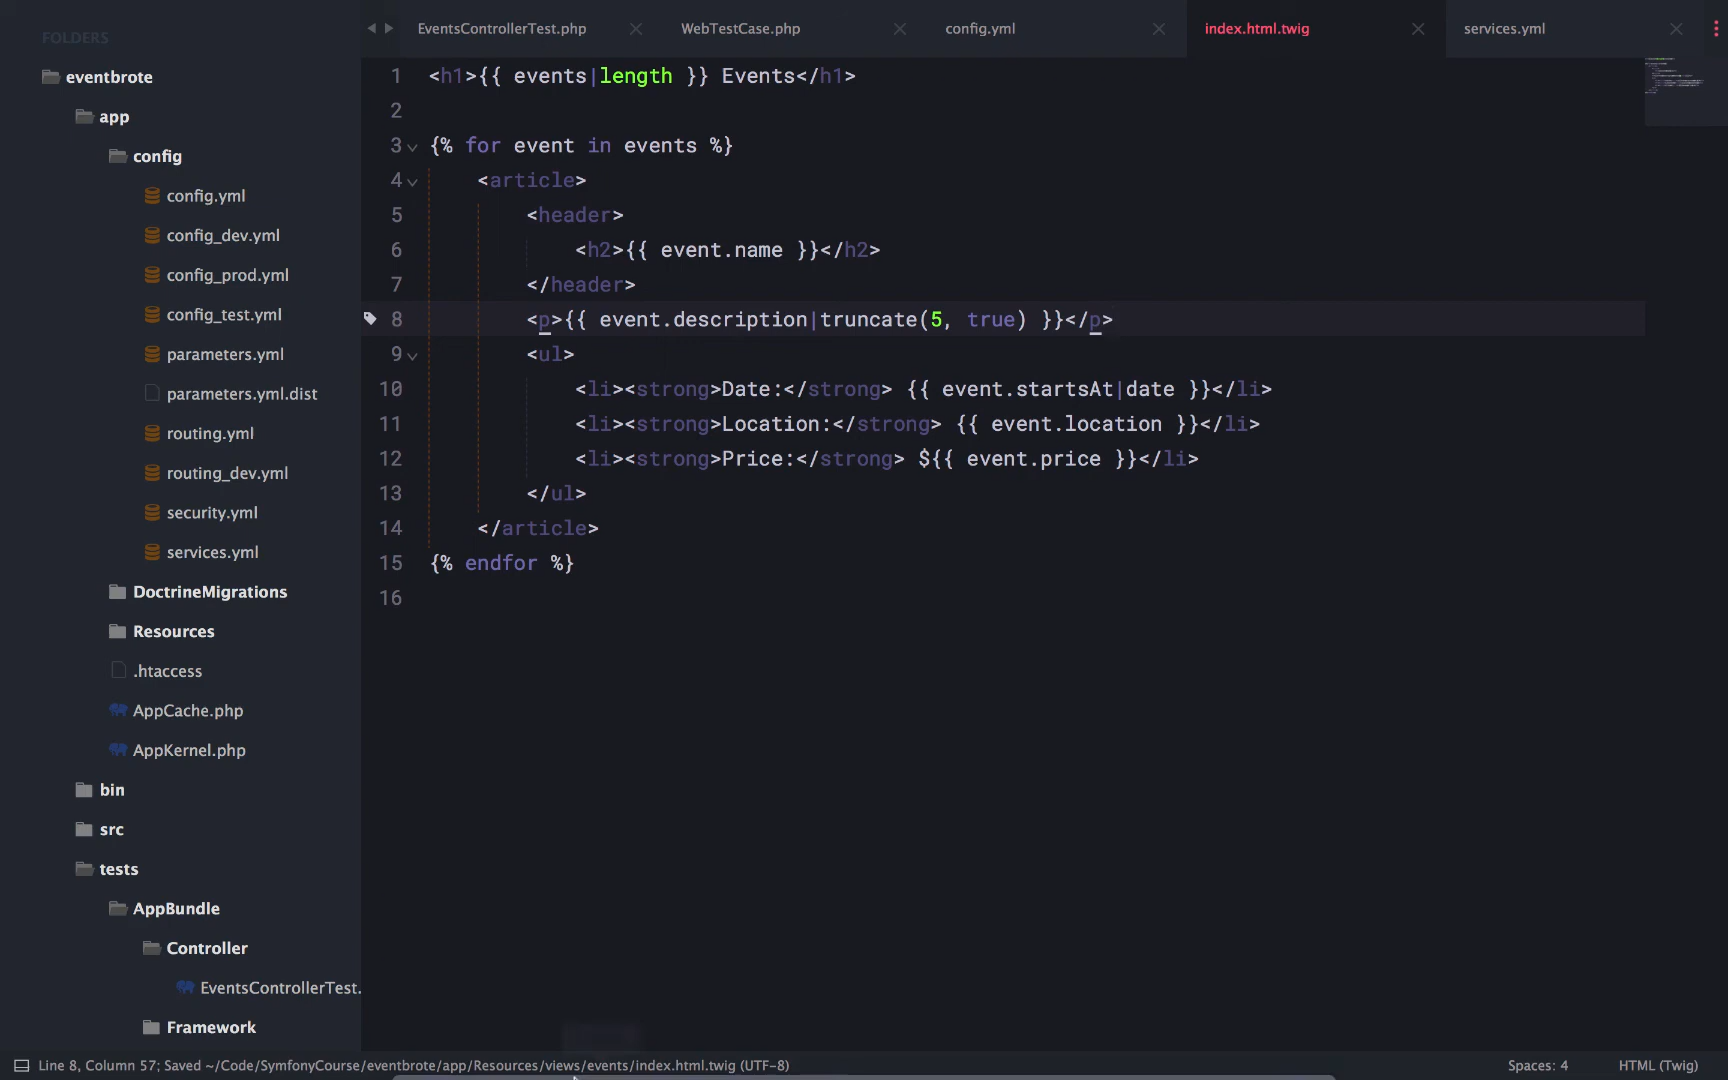 FOLDERS
eventbrote
app
config
config.yml
config_dev.yml
config_prod.yml
config_test.yml
parameters.yml
parameters.yml.dist
routing.yml
routing_dev.yml
security.yml
services.yml
DoctrineMigrations
Resources
.htaccess
AppCache.php
AppKernel.php
bin
src
tests
AppBundle
Controller
EventsControllerTest.
Framework
EventsControllerTest.php
WebTestCase.php
config.yml
index.html.twig
services.yml
1 <h1>{{ events|length }} Events</h1>
2
3 {% for event in events %}
4 <article>
5 <header>
6 <h2>{{ event.name }}</h2>
7 </header>
8 <p>{{ event.description|truncate(5, true) }}</p>
9 <ul>
10 <li><strong>Date:</strong> {{ event.startsAt|date }}</li>
11 <li><strong>Location:</strong> {{ event.location }}</li>
12 <li><strong>Price:</strong> ${{ event.price }}</li>
13 </ul>
14 </article>
15 {% endfor %}
16
Line 8, Column 57; Saved ~/Code/SymfonyCourse/eventbrote/app/Resources/views/events/index.html.twig (UTF-8)
Spaces: 4
HTML (Twig)